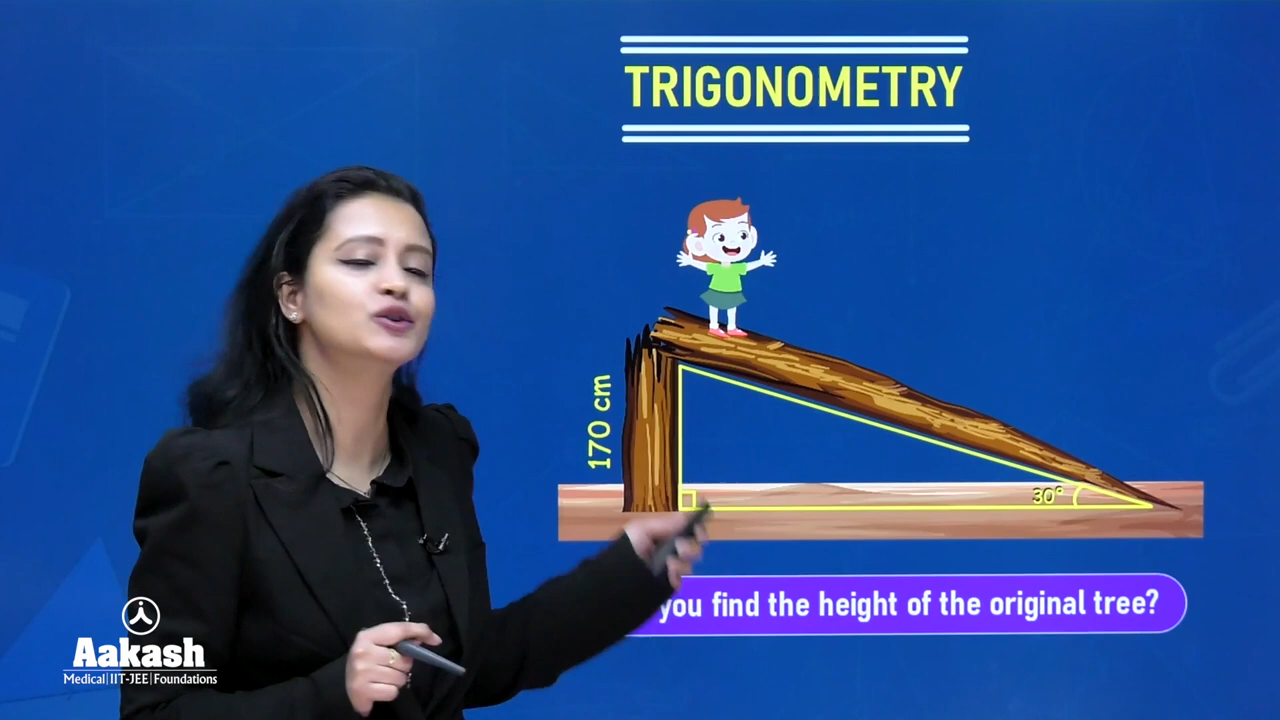 TRIGONOMETRY
170 cm
30°
you find the height of the original tree?
Aakash
Medical|IIT-JEE|Foundations